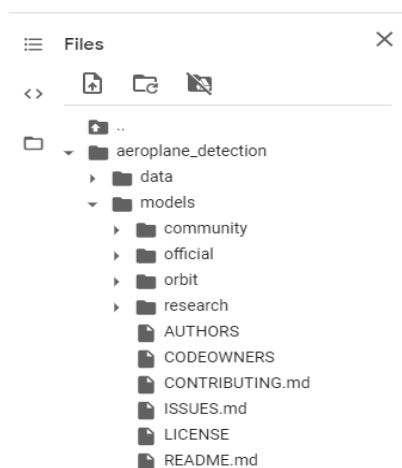 Files
..
aeroplane_detection
data
models
community
official
orbit
research
AUTHORS
CODEOWNERS
CONTRIBUTING.md
ISSUES.md
LICENSE
README.md